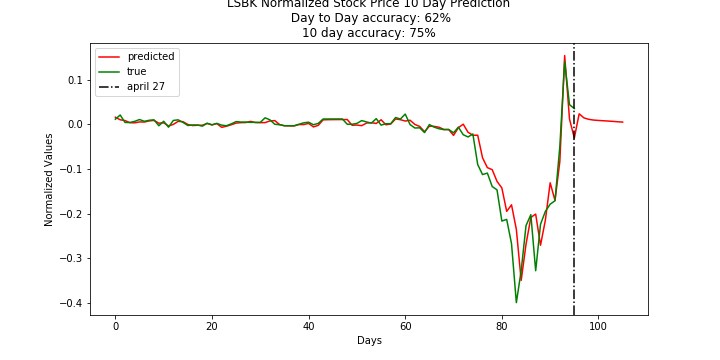 LSBK Normalized Stock Price 10 Day Prediction
Day to Day accuracy: 62%
10 day accuracy: 75%
predicted
true
april 27
Normalized Values
0.1
0.0
−0.1
−0.2
−0.3
−0.4
0 20 40 60 80 100
Days